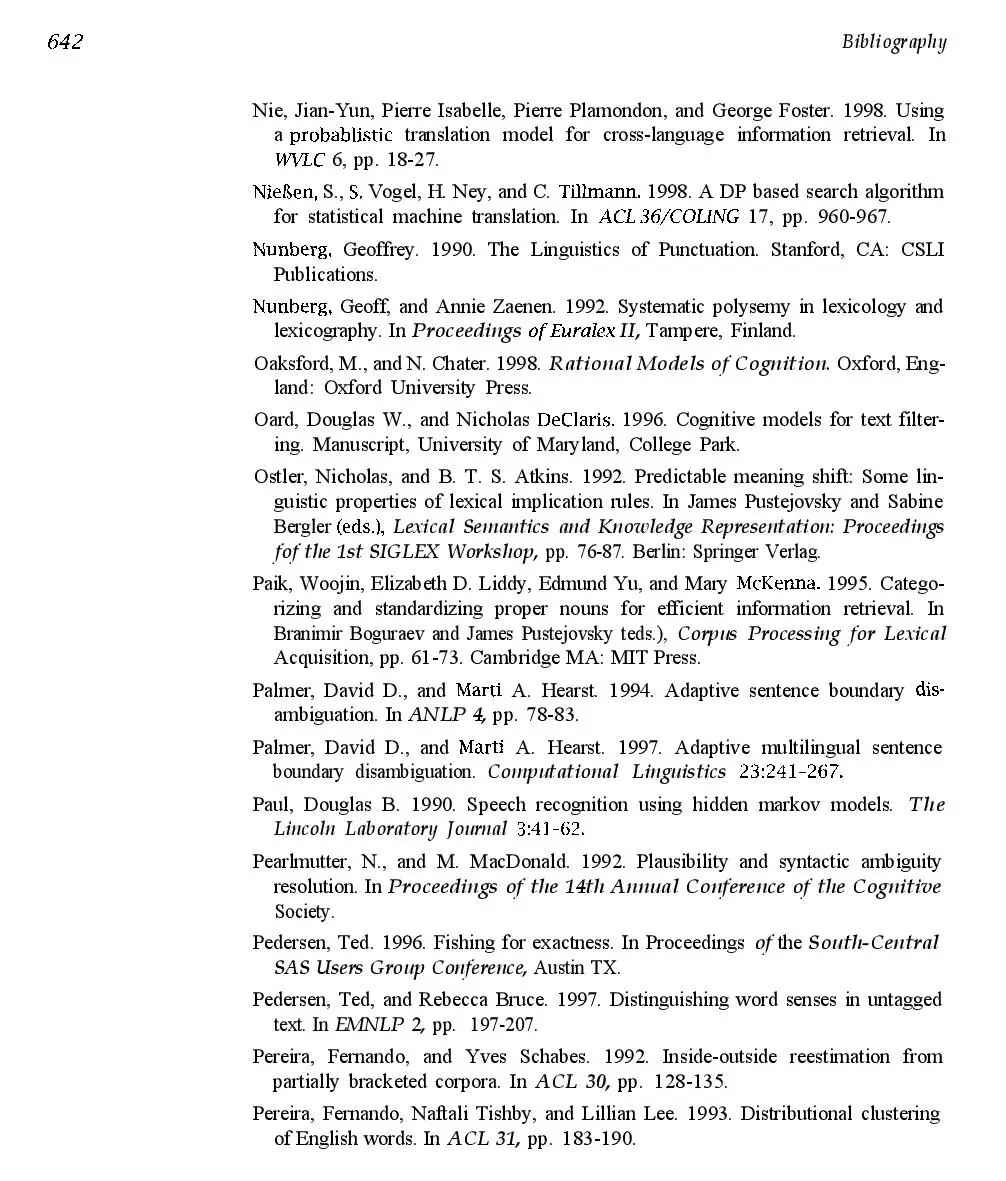 642
Bibliography
Nie, Jian-Yun, Pierre Isabelle, Pierre Plamondon, and George Foster. 1998. Using
a probablistic translation model for cross-language information retrieval. In
WVLC 6, pp. 18-27.
Nießen, S., S. Vogel, H. Ney, and C. Tillmann. 1998. A DP based search algorithm
for statistical machine translation. In ACL 36/COLING 17, pp. 960-967.
Nunberg, Geoffrey. 1990. The Linguistics of Punctuation. Stanford, CA: CSLI
Publications.
Nunberg, Geoff, and Annie Zaenen. 1992. Systematic polysemy in lexicology and
lexicography. In Proceedings of Euralex II, Tampere, Finland.
Oaksford, M., and N. Chater. 1998. Rational Models of Cognition. Oxford, Eng-
land: Oxford University Press.
Oard, Douglas W., and Nicholas DeClaris. 1996. Cognitive models for text filter-
ing. Manuscript, University of Maryland, College Park.
Ostler, Nicholas, and B. T. S. Atkins. 1992. Predictable meaning shift: Some lin-
guistic properties of lexical implication rules. In James Pustejovsky and Sabine
Bergler (eds.), Lexical Semantics and Knowledge Representation: Proceedings
fof the 1st SIGLEX Workshop, pp. 76-87. Berlin: Springer Verlag.
Paik, Woojin, Elizabeth D. Liddy, Edmund Yu, and Mary McKenna. 1995. Catego-
rizing and standardizing proper nouns for efficient information retrieval. In
Branimir Boguraev and James Pustejovsky teds.), Corpus Processing for Lexical
Acquisition, pp. 61-73. Cambridge MA: MIT Press.
Palmer, David D., and Marti A. Hearst. 1994. Adaptive sentence boundary dis-
ambiguation. In ANLP 4, pp. 78-83.
Palmer, David D., and Marti A. Hearst. 1997. Adaptive multilingual sentence
boundary disambiguation. Computational Linguistics 23:241-267.
Paul, Douglas B. 1990. Speech recognition using hidden markov models. The
Lincoln Laboratory Journal 3:41-62.
Pearlmutter, N., and M. MacDonald. 1992. Plausibility and syntactic ambiguity
resolution. In Proceedings of the 14th Annual Conference of the Cognitive
Society.
Pedersen, Ted. 1996. Fishing for exactness. In Proceedings of the South-Central
SAS Users Group Conference, Austin TX.
Pedersen, Ted, and Rebecca Bruce. 1997. Distinguishing word senses in untagged
text. In EMNLP 2, pp. 197-207.
Pereira, Fernando, and Yves Schabes. 1992. Inside-outside reestimation from
partially bracketed corpora. In ACL 30, pp. 128-135.
Pereira, Fernando, Naftali Tishby, and Lillian Lee. 1993. Distributional clustering
of English words. In ACL 31, pp. 183-190.